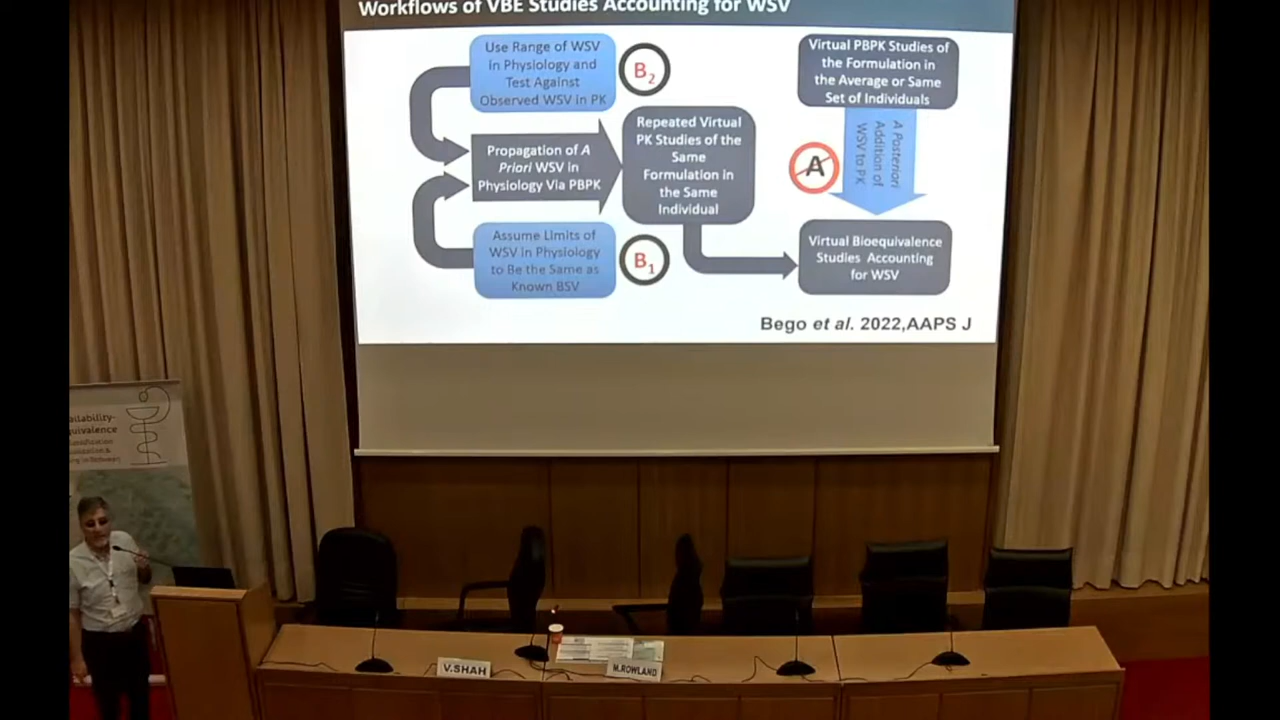 Workflows of VBE Studies Accounting for WSV
Use Range of WSV
in Physiology and
Test Against
Observed WSV in PK
B2
Propagation of A
Priori WSV in
Physiology Via PBPK
Assume Limits of
WSV in Physiology
to Be the Same as
Known BSV
B1
Repeated Virtual
PK Studies of the
Same
Formulation in
the Same
Individual
Virtual PBPK Studies of
the Formulation in
the Average or Same
Set of Individuals
A
A Posteriori
Addition of
WSV to PK
Virtual Bioequivalence
Studies Accounting
for WSV
Bego et al. 2022,AAPS J
ailability-
quivalence
V.SHAH
M.ROWLAND